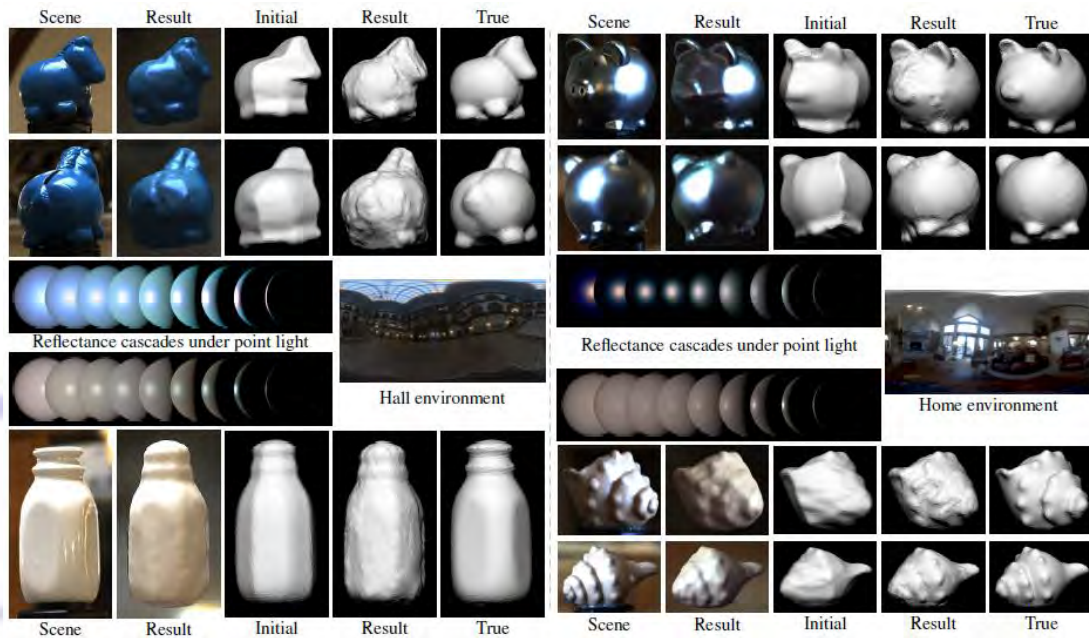 Scene Result Initial Result True
Scene Result Initial Result True
Reflectance cascades under point light
Hall environment
Reflectance cascades under point light
Home environment
Scene Result Initial Result True
Scene Result Initial Result True